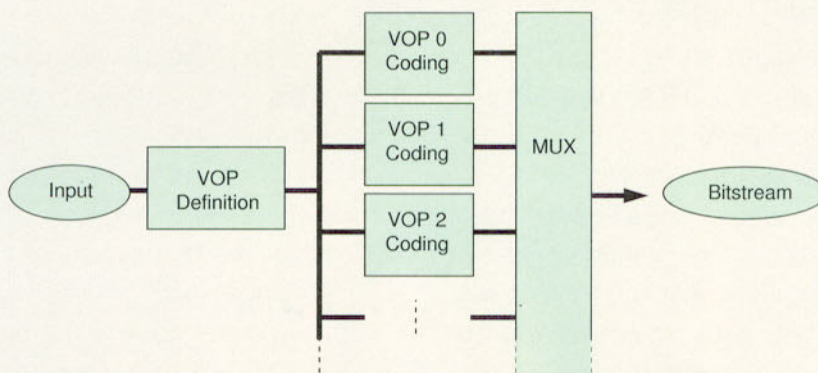 Input
VOP
Definition
VOP 0
Coding
VOP 1
Coding
VOP 2
Coding
MUX
Bitstream